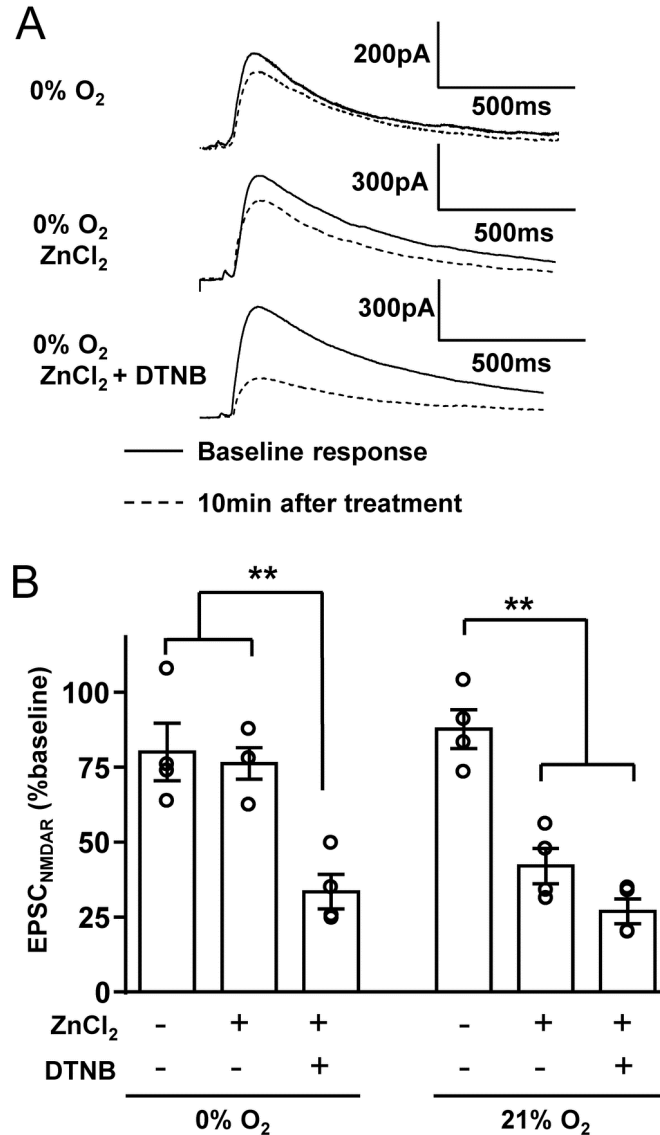 A
0% O₂
200pA
500ms
0% O₂
ZnCl₂
300pA
500ms
0% O₂
ZnCl₂ + DTNB
300pA
500ms
Baseline response
10min after treatment
B
**
**
EPSC_NMDAR (%baseline)
100
75
50
25
0
ZnCl₂ - + + - + +
DTNB - - + - - +
0% O₂ 21% O₂